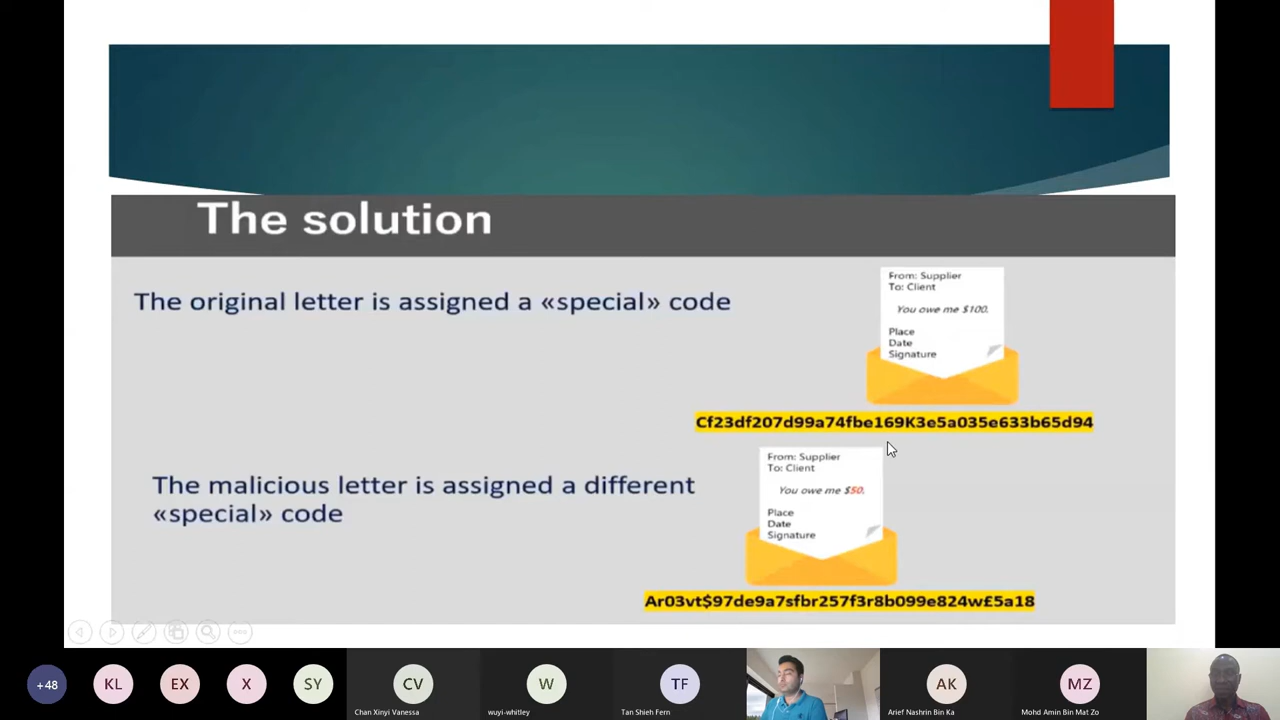 The solution
The original letter is assigned a «special» code
From: Supplier
To: Client
You owe me $100.
Place
Date
Signature
Cf23df207d99a74fbe169K3e5a035e633b65d94
The malicious letter is assigned a different
«special» code
From: Supplier
To: Client
You owe me $50.
Place
Date
Signature
Ar03vt$97de9a7sfbr257f3r8b099e824w£5a18
+48
KL
EX
X
SY
CV
W
TF
AK
MZ
Chan Xinyi Vanessa
wuyi-whitley
Tan Shieh Fern
Arief Nashrin Bin Ka
Mohd Amin Bin Mat Zo